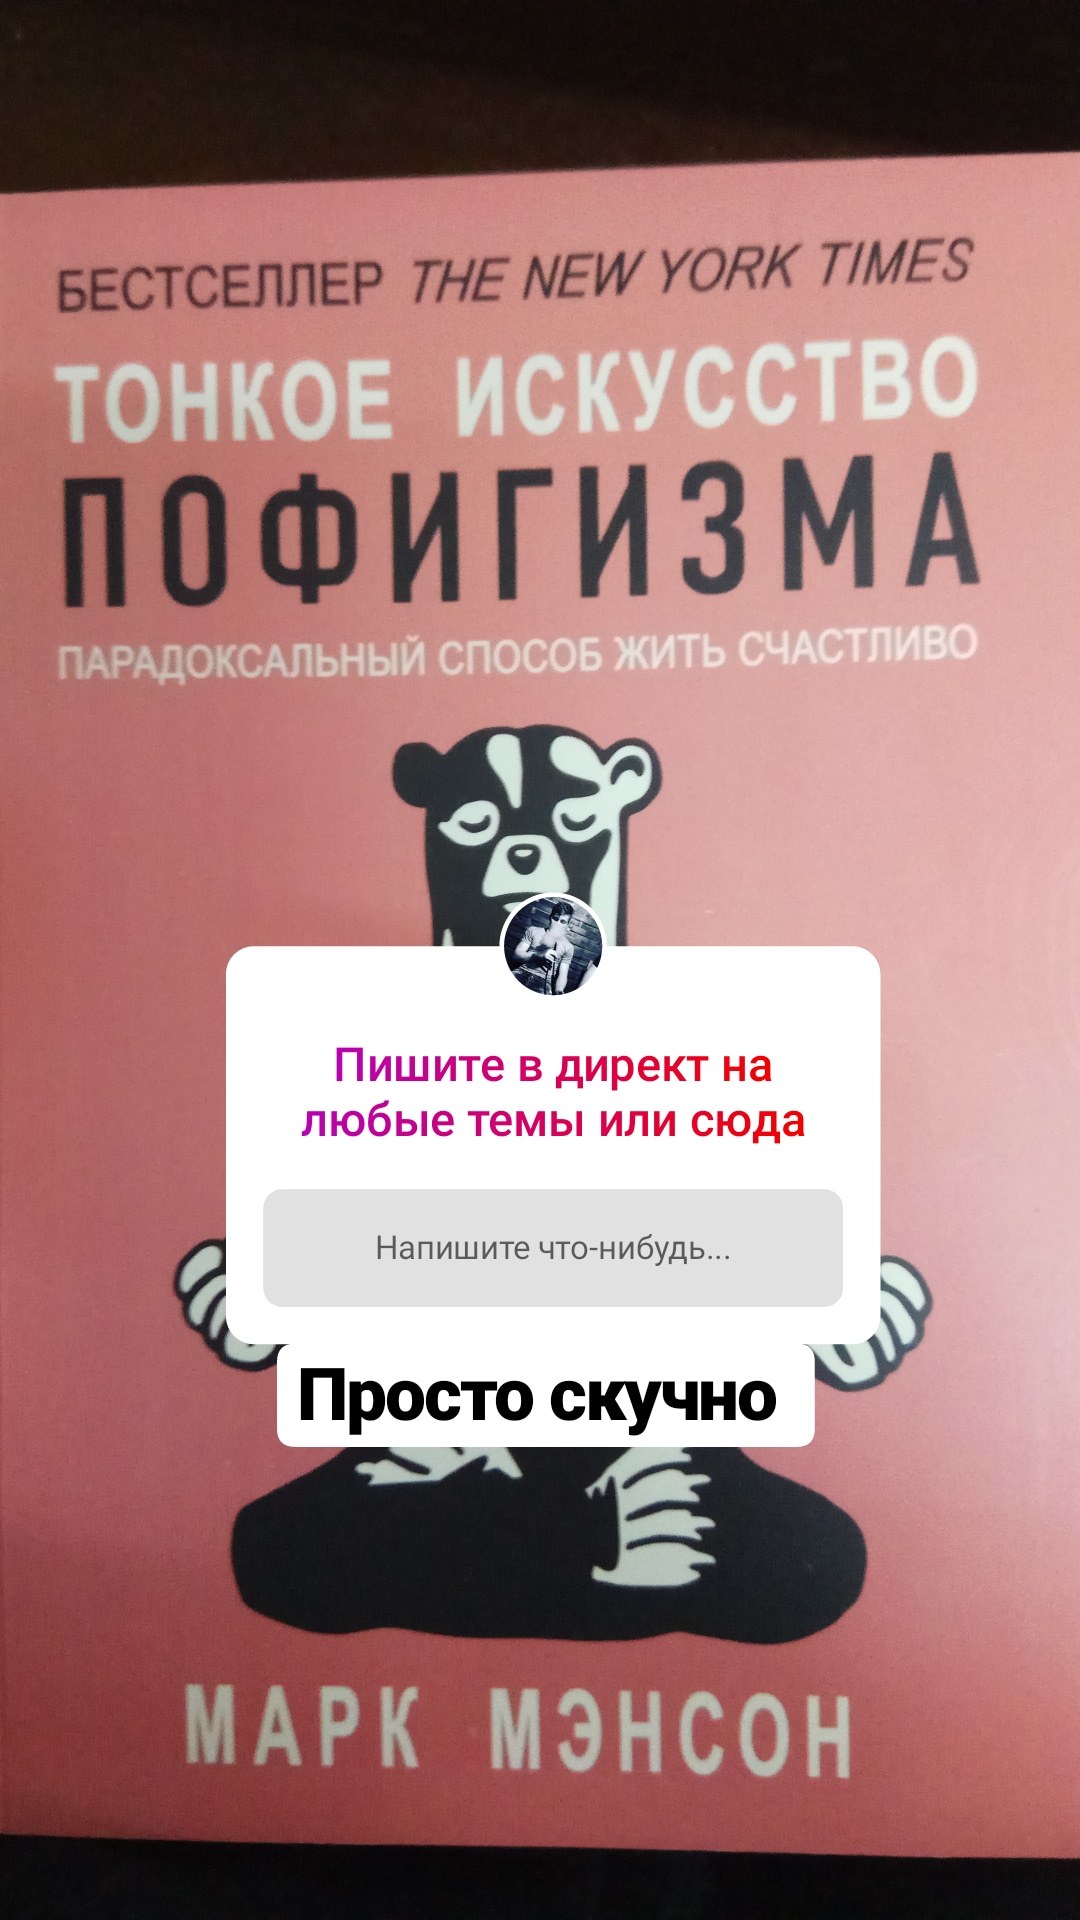 БЕСТСЕЛЛЕР THE NEW YORK TIMES
ТОНКОЕ ИСКУССТВО
ПОФИГИЗМА
ПАРАДОКСАЛЬНЫЙ СПОСОБ ЖИТЬ СЧАСТЛИВО
Пишите в директ на
любые темы или сюда
Напишите что-нибудь...
Просто скучно
МАРК МЭНСОН